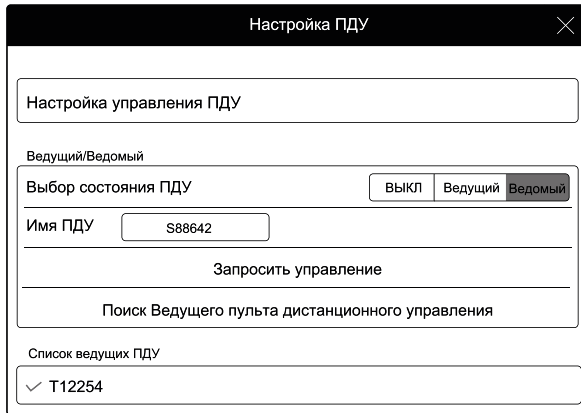 Настройка ПДУ
Настройка управления ПДУ
Ведущий/Ведомый
Выбор состояния ПДУ ВЫКЛ Ведущий Ведомый
Имя ПДУ S88642
Запросить управление
Поиск Ведущего пульта дистанционного управления
Список ведущих ПДУ
T12254